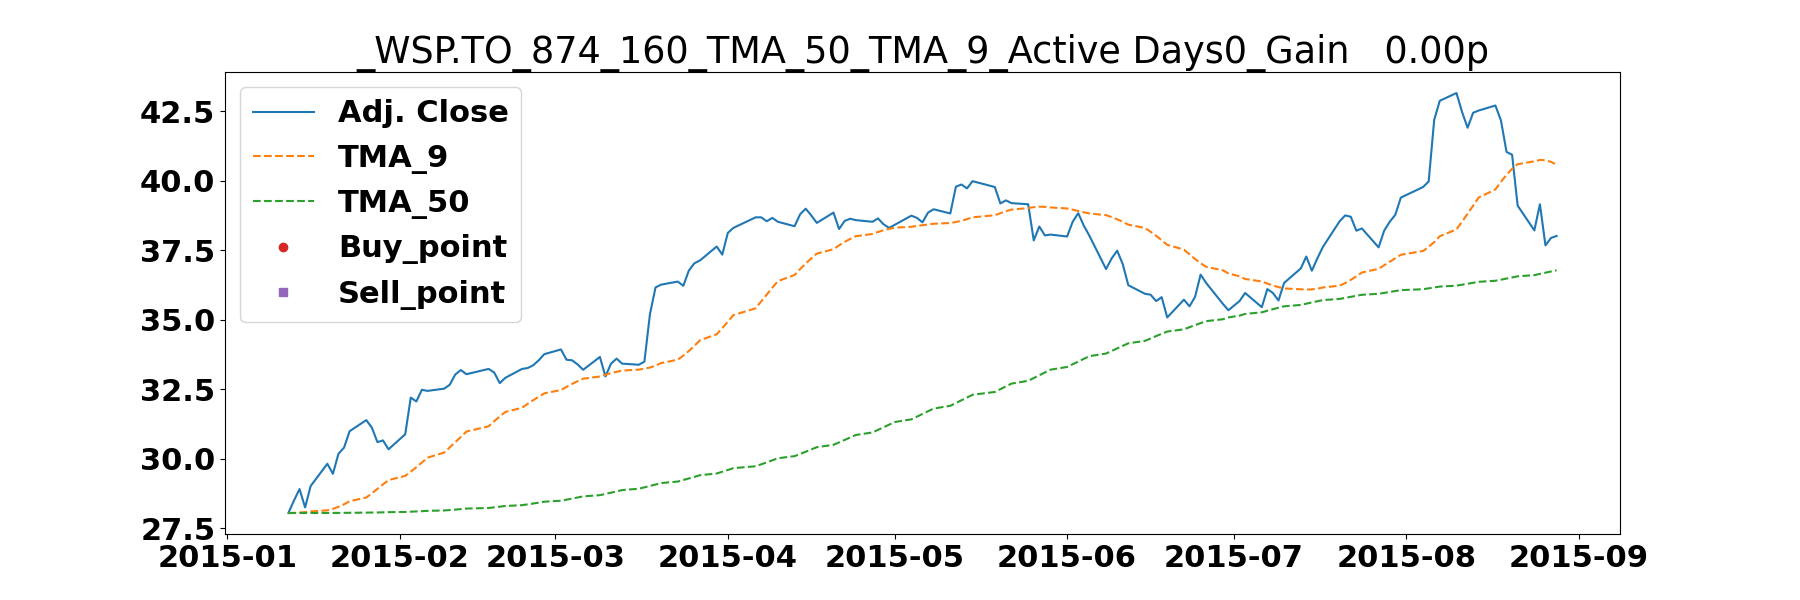 _WSP.TO_874_160_TMA_50_TMA_9_Active Days0_Gain   0.00p
Adj. Close
TMA_9
TMA_50
Buy_point
Sell_point
42.5
40.0
37.5
35.0
32.5
30.0
27.5
2015-01 2015-02 2015-03 2015-04 2015-05 2015-06 2015-07 2015-08 2015-09